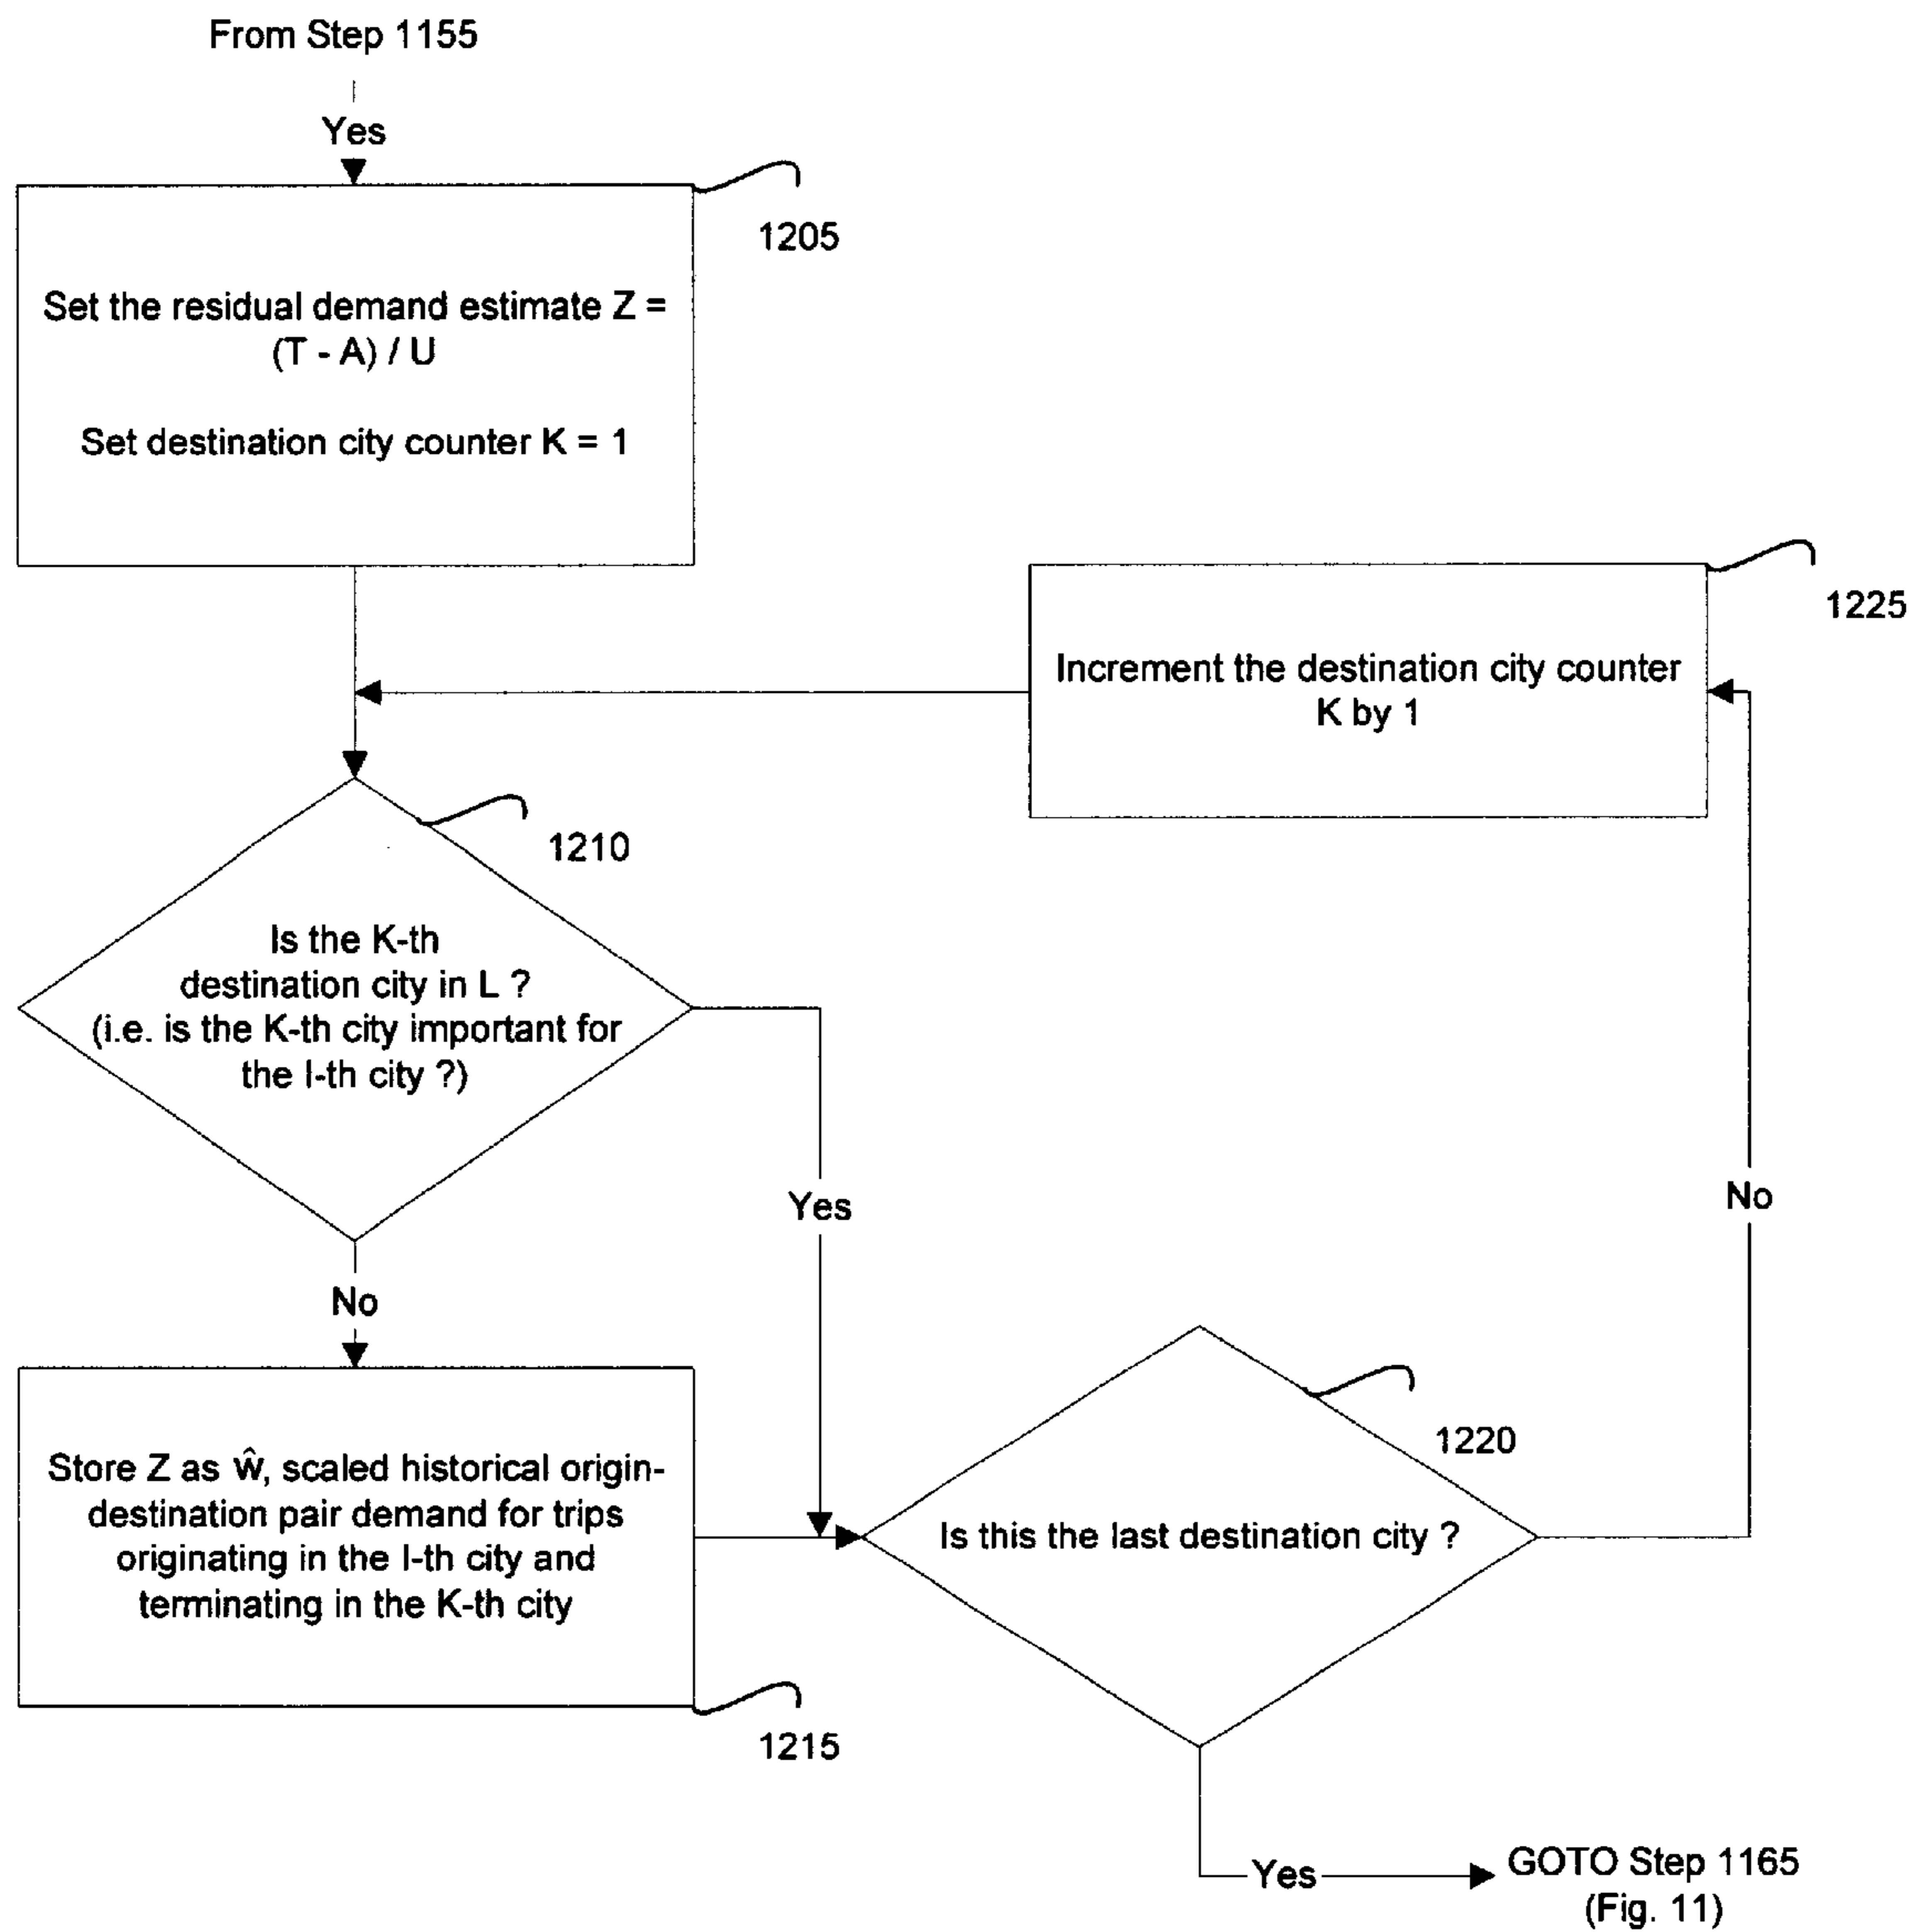 From Step 1155
Yes
1205
Set the residual demand estimate Z =
(T - A) / U
Set destination city counter K = 1
1225
Increment the destination city counter
K by 1
1210
Is the K-th
destination city in L ?
(i.e. is the K-th city important for
the I-th city ?)
Yes
No
No
1220
Store Z as ŵ, scaled historical origin-
destination pair demand for trips
originating in the I-th city and
terminating in the K-th city
Is this the last destination city ?
1215
Yes
GOTO Step 1165
(Fig. 11)